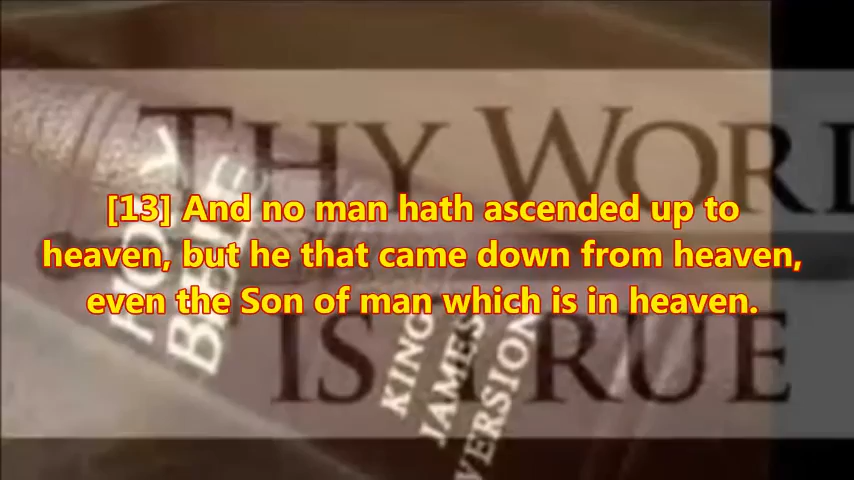 THY WORD
IS TRUE
HOLY
BIBLE
KING
JAMES
VERSION
[13] And no man hath ascended up to
heaven, but he that came down from heaven,
even the Son of man which is in heaven.